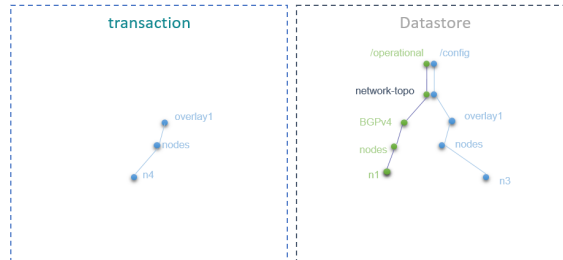 transaction
overlay1
nodes
n4
Datastore
/operational /config
network-topo
BGPv4 overlay1
nodes nodes
n1 n3